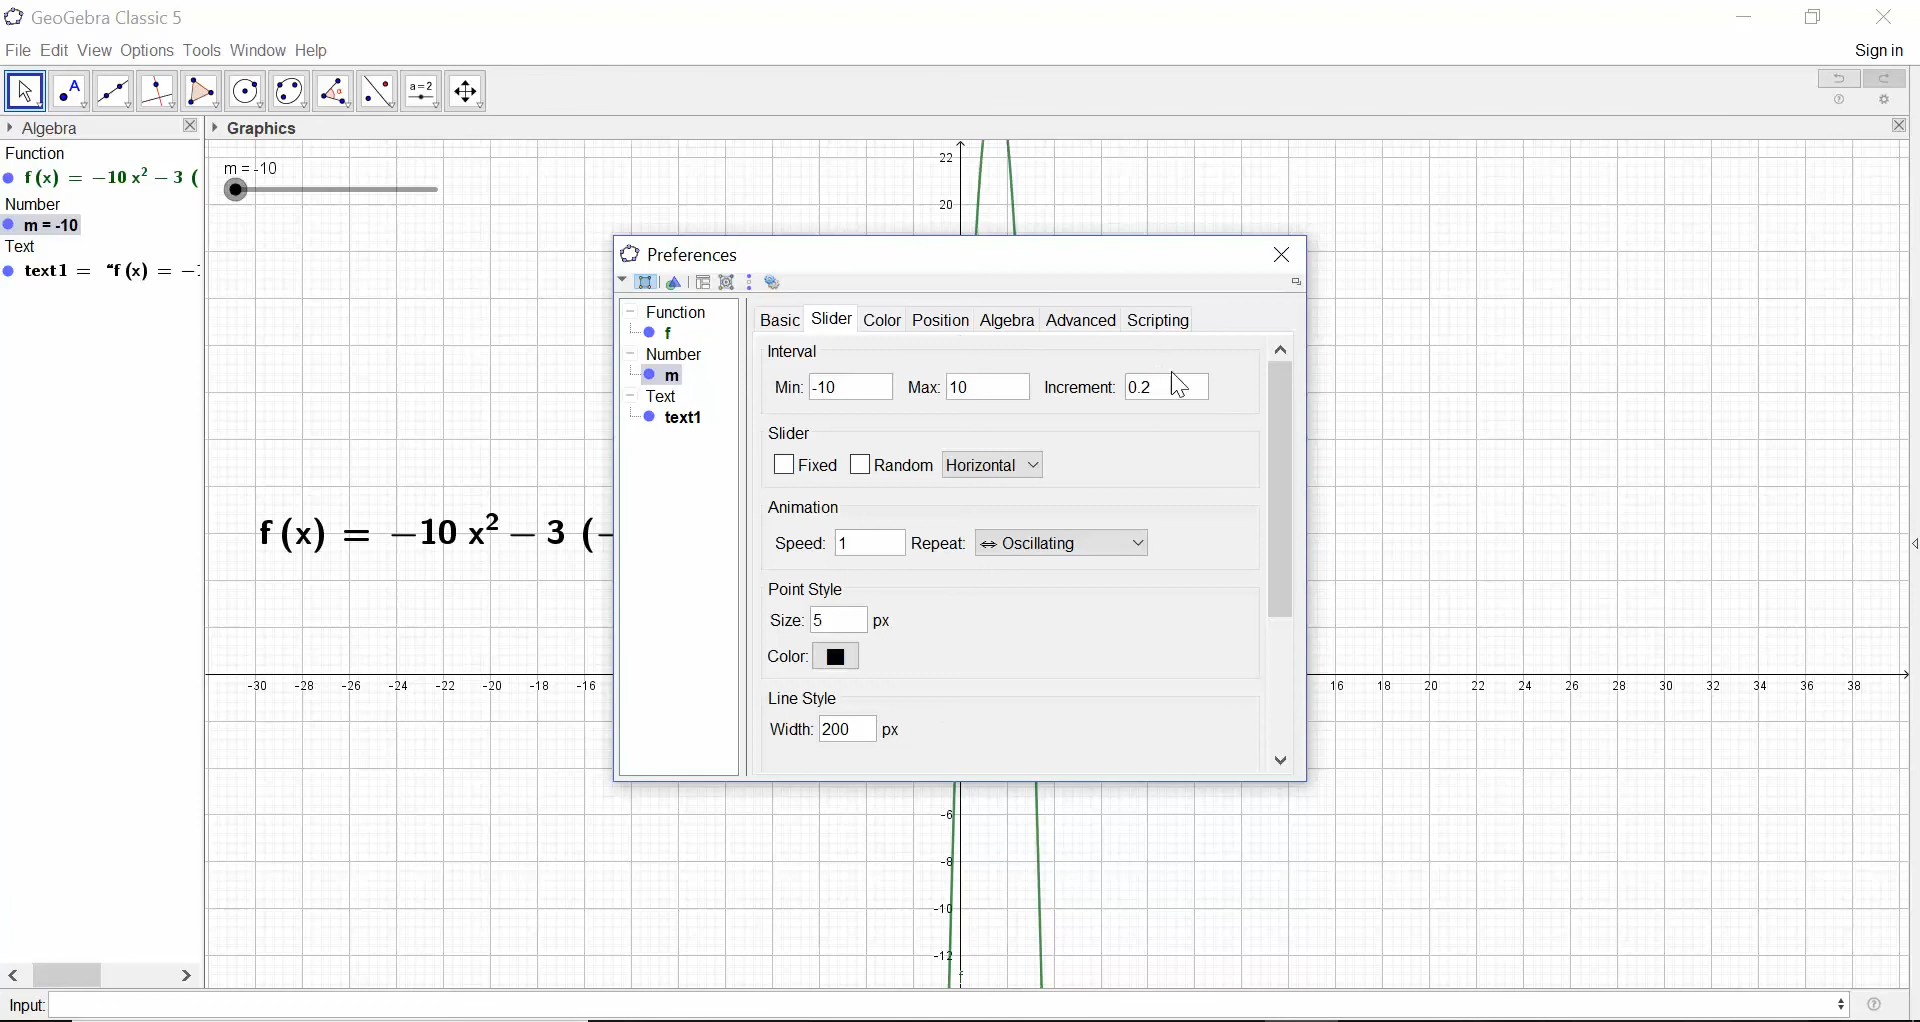 GeoGebra Classic 5
File Edit View Options Tools Window Help
Sign in
A
a=2
Algebra
Graphics
Function
f(x) = −10 x² − 3 (
Number
m = -10
Text
text1 = “f (x) = −
m = -10
22
20
f (x) = −10 x² − 3 (−
-30 -28 -26 -24 -22 -20 -18 -16
16 18 20 22 24 26 28 30 32 34 36 38
-6
-8
-10
-12
Preferences
Function
f
Number
m
Text
text1
Basic Slider Color Position Algebra Advanced Scripting
Interval
Min: -10 Max: 10 Increment: 0.2
Slider
Fixed Random Horizontal
Animation
Speed: 1 Repeat: ⇔ Oscillating
Point Style
Size: 5 px
Color:
Line Style
Width: 200 px
f
Input: